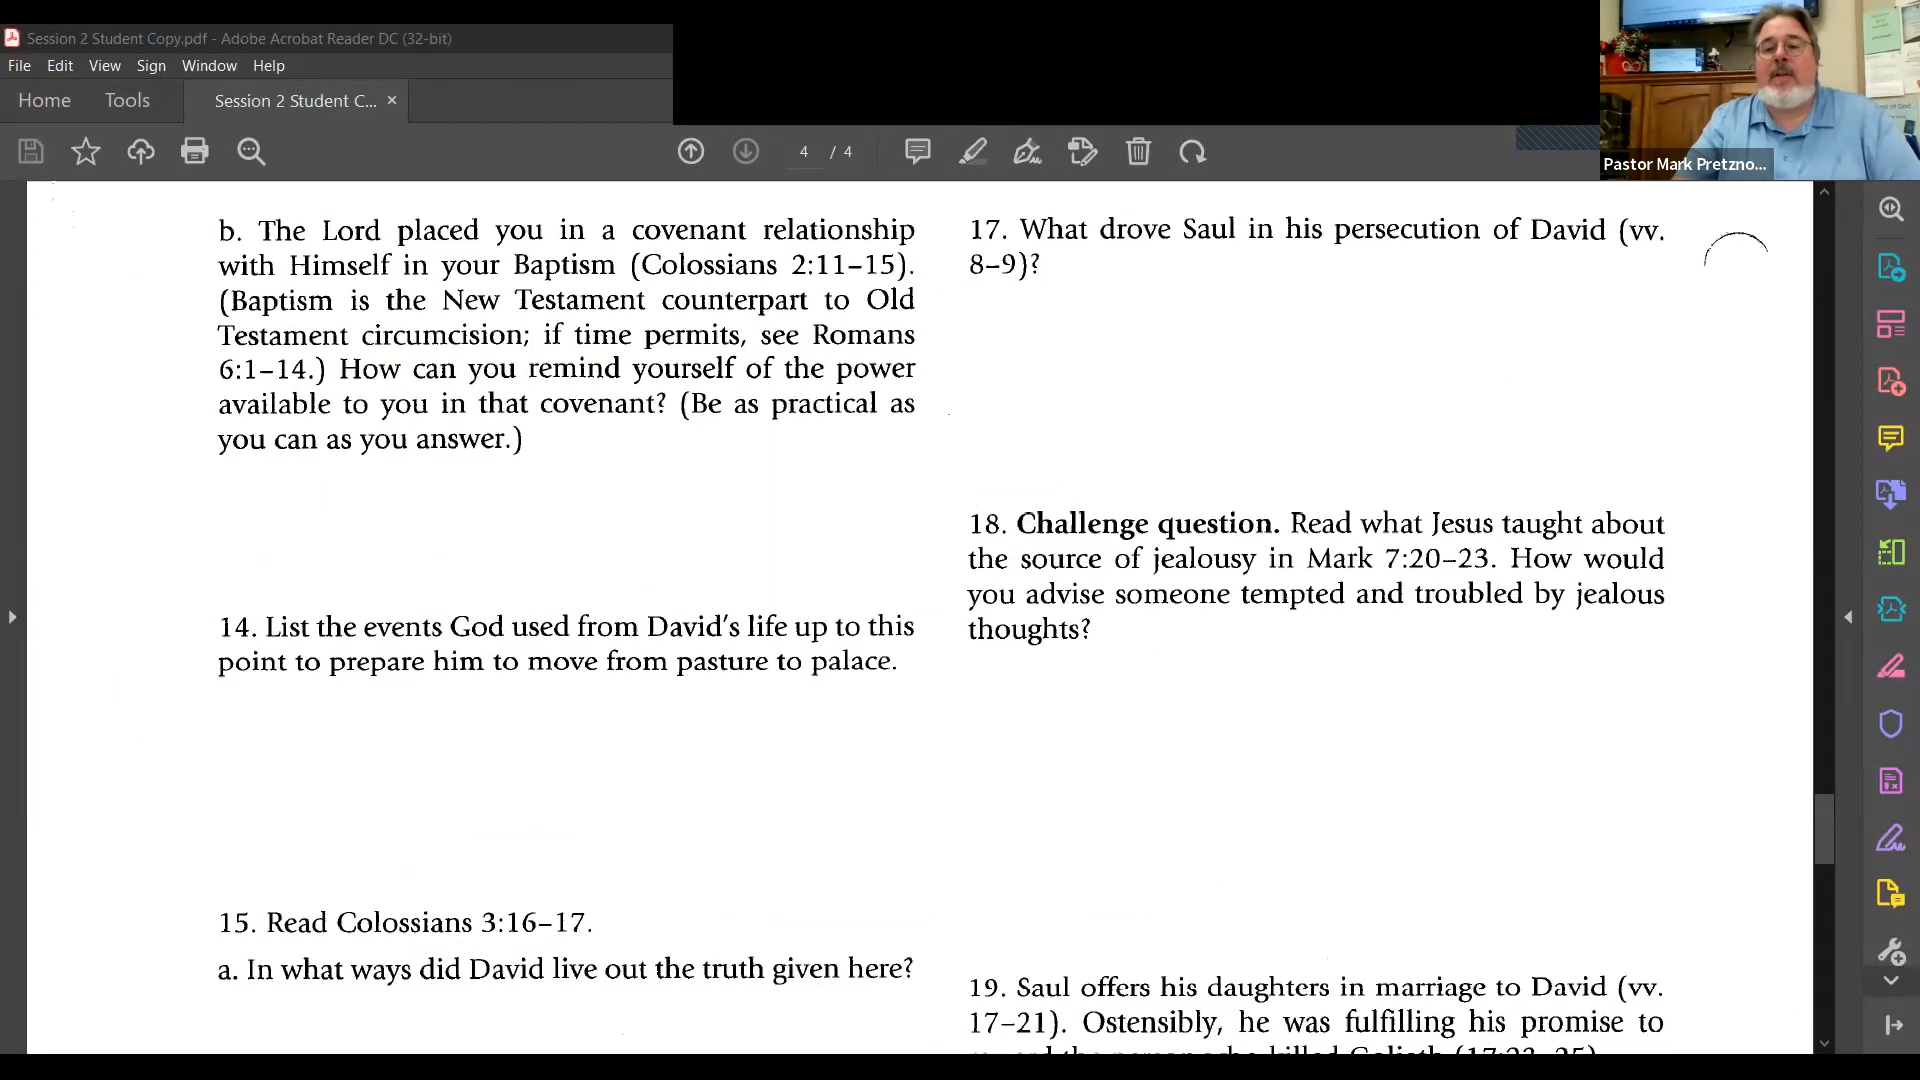 Session 2 Student Copy.pdf - Adobe Acrobat Reader DC (32-bit)
File Edit View Sign Window Help
Home Tools Session 2 Student C... ×
4 / 4
Pastor Mark Pretzno...
b. The Lord placed you in a covenant relationship
with Himself in your Baptism (Colossians 2:11–15).
(Baptism is the New Testament counterpart to Old
Testament circumcision; if time permits, see Romans
6:1–14.) How can you remind yourself of the power
available to you in that covenant? (Be as practical as
you can as you answer.)
14. List the events God used from David's life up to this
point to prepare him to move from pasture to palace.
15. Read Colossians 3:16–17.
a. In what ways did David live out the truth given here?
17. What drove Saul in his persecution of David (vv.
8–9)?
18. Challenge question. Read what Jesus taught about
the source of jealousy in Mark 7:20–23. How would
you advise someone tempted and troubled by jealous
thoughts?
19. Saul offers his daughters in marriage to David (vv.
17–21). Ostensibly, he was fulfilling his promise to